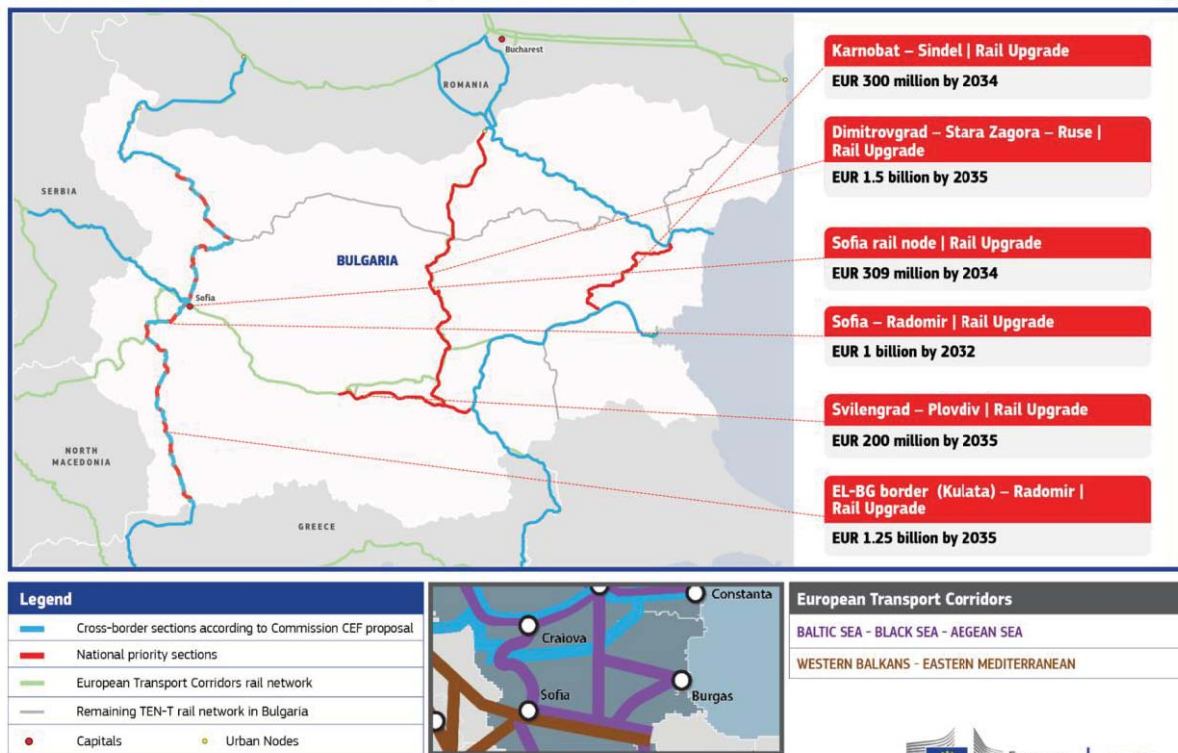 Bucharest
ROMANIA
SERBIA
BULGARIA
Sofia
NORTH
MACEDONIA
GREECE
Karnobat – Sindel | Rail Upgrade
EUR 300 million by 2034
Dimitrovgrad – Stara Zagora – Ruse |
Rail Upgrade
EUR 1.5 billion by 2035
Sofia rail node | Rail Upgrade
EUR 309 million by 2034
Sofia – Radomir | Rail Upgrade
EUR 1 billion by 2032
Svilengrad – Plovdiv | Rail Upgrade
EUR 200 million by 2035
EL-BG border (Kulata) – Radomir |
Rail Upgrade
EUR 1.25 billion by 2035
Legend
Cross-border sections according to Commission CEF proposal
National priority sections
European Transport Corridors rail network
Remaining TEN-T rail network in Bulgaria
Capitals
Urban Nodes
Constanta
Craiova
Sofia
Burgas
European Transport Corridors
BALTIC SEA - BLACK SEA - AEGEAN SEA
WESTERN BALKANS - EASTERN MEDITERRANEAN